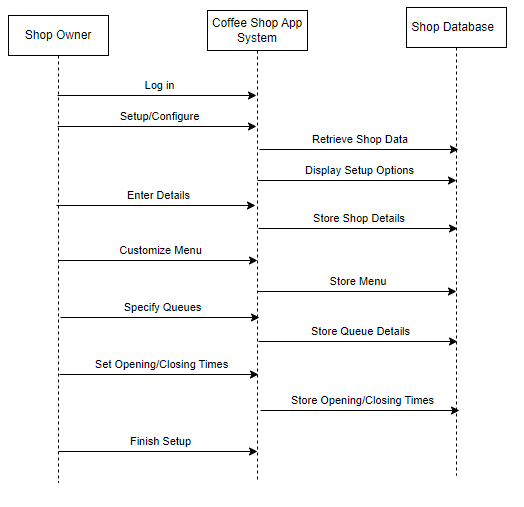 Shop Owner
Coffee Shop App
System
Shop Database
Log in
Setup/Configure
Retrieve Shop Data
Display Setup Options
Enter Details
Store Shop Details
Customize Menu
Store Menu
Specify Queues
Store Queue Details
Set Opening/Closing Times
Store Opening/Closing Times
Finish Setup